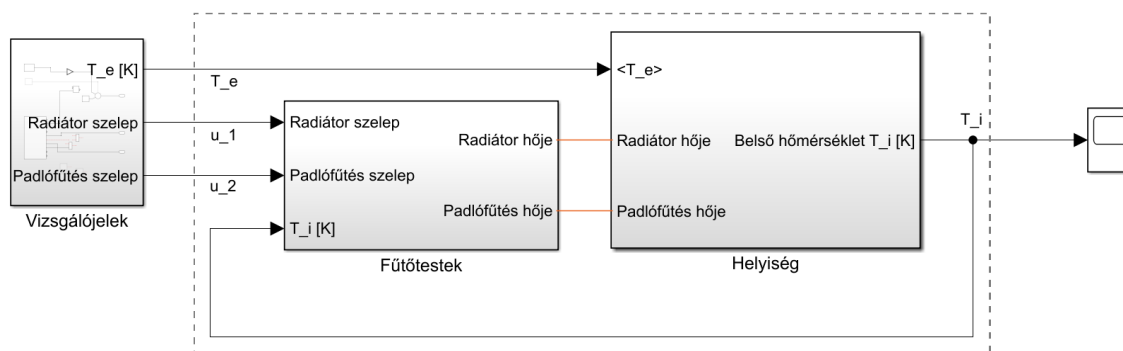 T_e [K]
Radiátor szelep
Padlófűtés szelep
Vizsgálójelek
T_e
u_1
u_2
Radiátor szelep
Padlófűtés szelep
T_i [K]
Radiátor hője
Padlófűtés hője
Fűtőtestek
<T_e>
Radiátor hője
Padlófűtés hője
Belső hőmérséklet T_i [K]
Helyiség
T_i